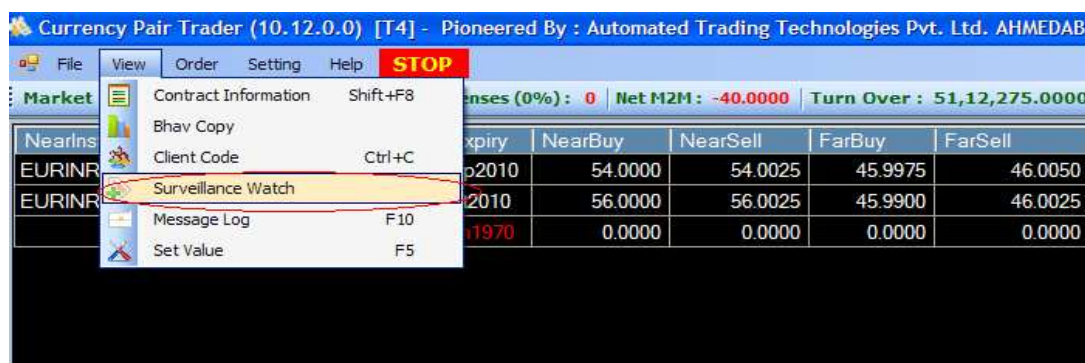 Currency Pair Trader (10.12.0.0) [T4] - Pioneered By : Automated Trading Technologies Pvt. Ltd. AHMEDAB
File View Order Setting Help STOP
Market enses (0%) : 0 Net M2M : -40.0000 Turn Over : 51,12,275.0000
Contract Information Shift+F8
Bhav Copy
NearIns xpiry NearBuy NearSell FarBuy FarSell
Client Code Ctrl+C
EURINR p2010 54.0000 54.0025 45.9975 46.0050
Surveillance Watch
EURINR 2010 56.0000 56.0025 45.9900 46.0025
Message Log F10
n1970 0.0000 0.0000 0.0000 0.0000
Set Value F5